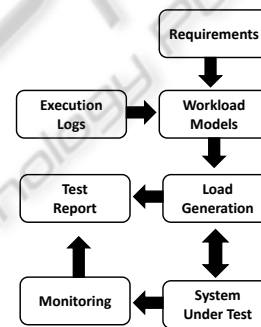 Requirements
Execution
Logs
Workload
Models
Test
Report
Load
Generation
Monitoring
System
Under Test